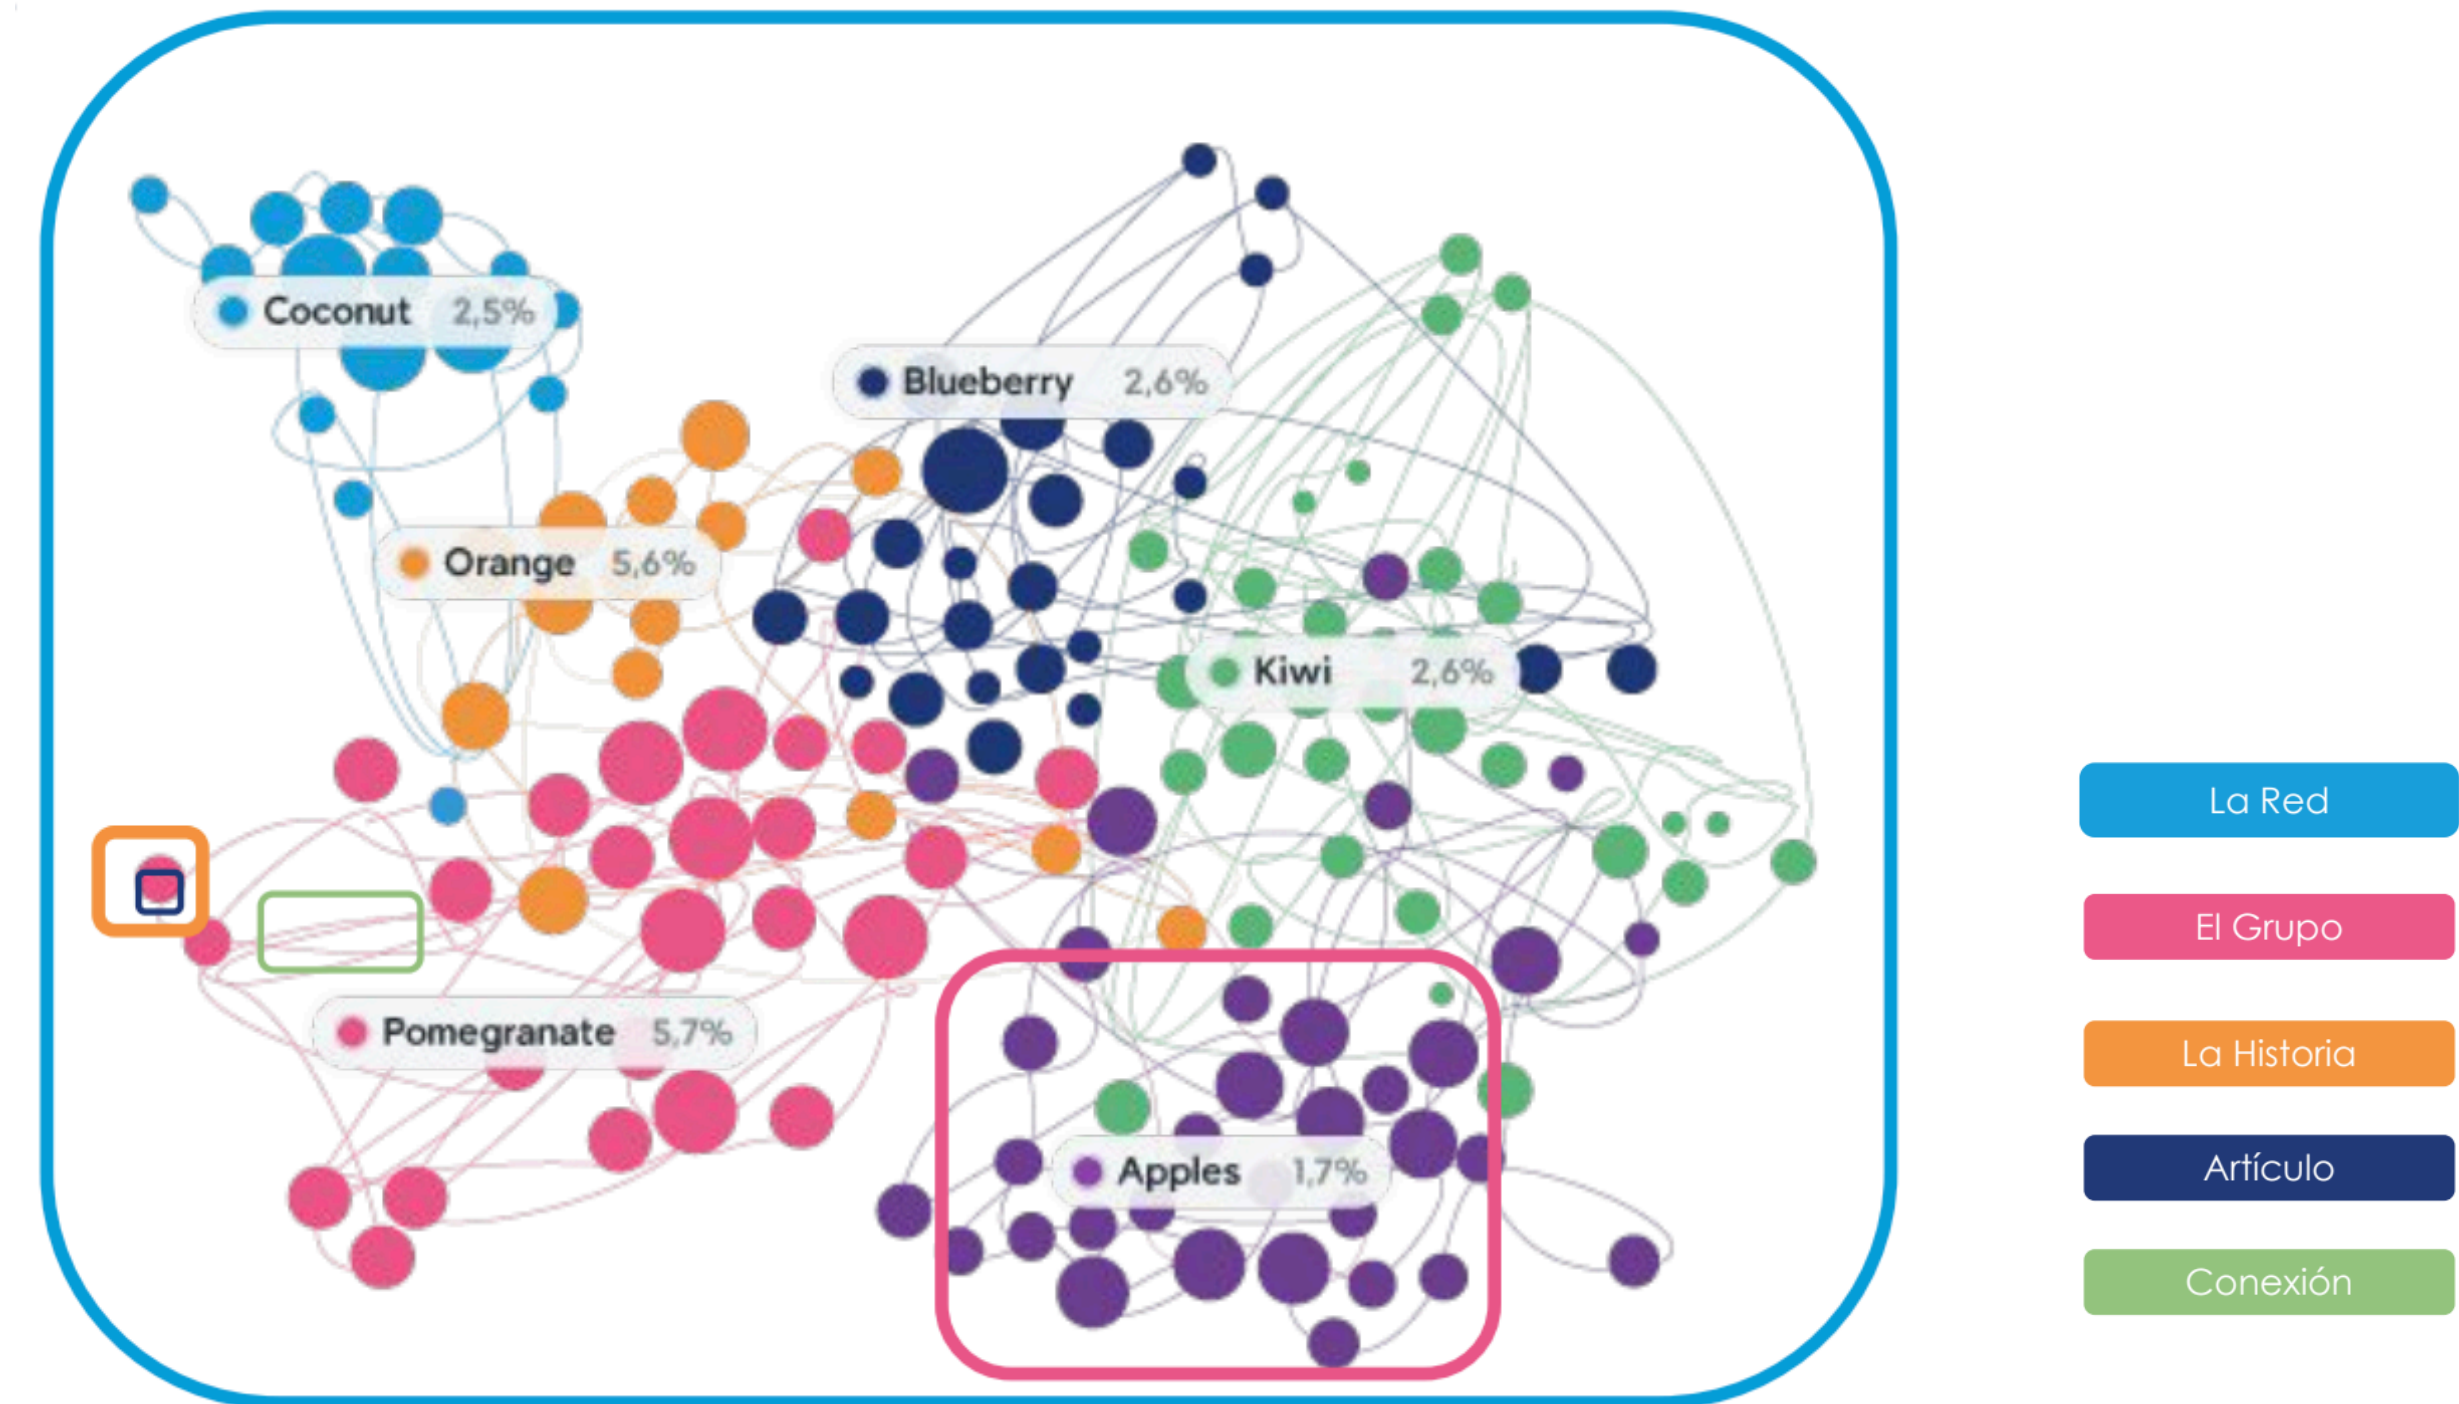 Coconut 2,5%
Blueberry 2,6%
Orange 5,6%
Kiwi 2,6%
Pomegranate 5,7%
Apples 1,7%
La Red
El Grupo
La Historia
Artículo
Conexión